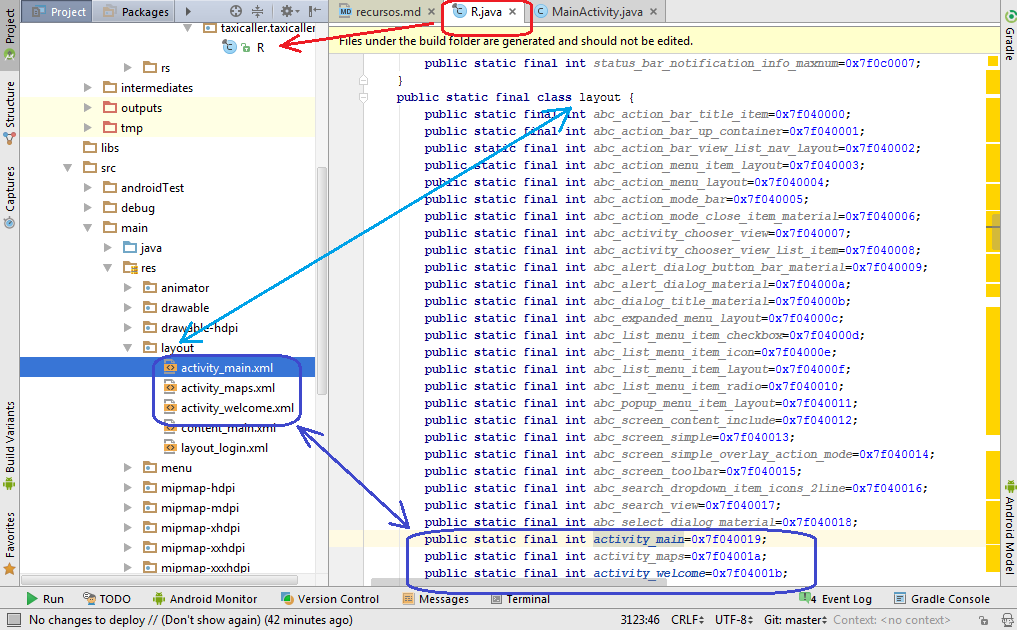 Project
Packages
recursos.md
R.java
MainActivity.java
Project
Structure
Captures
Build Variants
Favorites
taxicaller.taxicaller
R
rs
intermediates
outputs
tmp
libs
src
androidTest
debug
main
java
res
animator
drawable
drawable-hdpi
layout
activity_main.xml
activity_maps.xml
activity_welcome.xml
content_main.xml
layout_login.xml
menu
mipmap-hdpi
mipmap-mdpi
mipmap-xhdpi
mipmap-xxhdpi
mipmap-xxxhdpi
Files under the build folder are generated and should not be edited.
public static final int status_bar_notification_info_maxnum=0x7f0c0007;
}
public static final class layout {
public static final int abc_action_bar_title_item=0x7f040000;
public static final int abc_action_bar_up_container=0x7f040001;
public static final int abc_action_bar_view_list_nav_layout=0x7f040002;
public static final int abc_action_menu_item_layout=0x7f040003;
public static final int abc_action_menu_layout=0x7f040004;
public static final int abc_action_mode_bar=0x7f040005;
public static final int abc_action_mode_close_item_material=0x7f040006;
public static final int abc_activity_chooser_view=0x7f040007;
public static final int abc_activity_chooser_view_list_item=0x7f040008;
public static final int abc_alert_dialog_button_bar_material=0x7f040009;
public static final int abc_alert_dialog_material=0x7f04000a;
public static final int abc_dialog_title_material=0x7f04000b;
public static final int abc_expanded_menu_layout=0x7f04000c;
public static final int abc_list_menu_item_checkbox=0x7f04000d;
public static final int abc_list_menu_item_icon=0x7f04000e;
public static final int abc_list_menu_item_layout=0x7f04000f;
public static final int abc_list_menu_item_radio=0x7f040010;
public static final int abc_popup_menu_item_layout=0x7f040011;
public static final int abc_screen_content_include=0x7f040012;
public static final int abc_screen_simple=0x7f040013;
public static final int abc_screen_simple_overlay_action_mode=0x7f040014;
public static final int abc_screen_toolbar=0x7f040015;
public static final int abc_search_dropdown_item_icons_2line=0x7f040016;
public static final int abc_search_view=0x7f040017;
public static final int abc_select_dialog_material=0x7f040018;
public static final int activity_main=0x7f040019;
public static final int activity_maps=0x7f04001a;
public static final int activity_welcome=0x7f04001b;
Gradle
Android Model
Run
TODO
Android Monitor
Version Control
Messages
Terminal
4 Event Log
Gradle Console
No changes to deploy // (Don't show again) (42 minutes ago)
3123:46 CRLF UTF-8 Git: master Context: <no context>